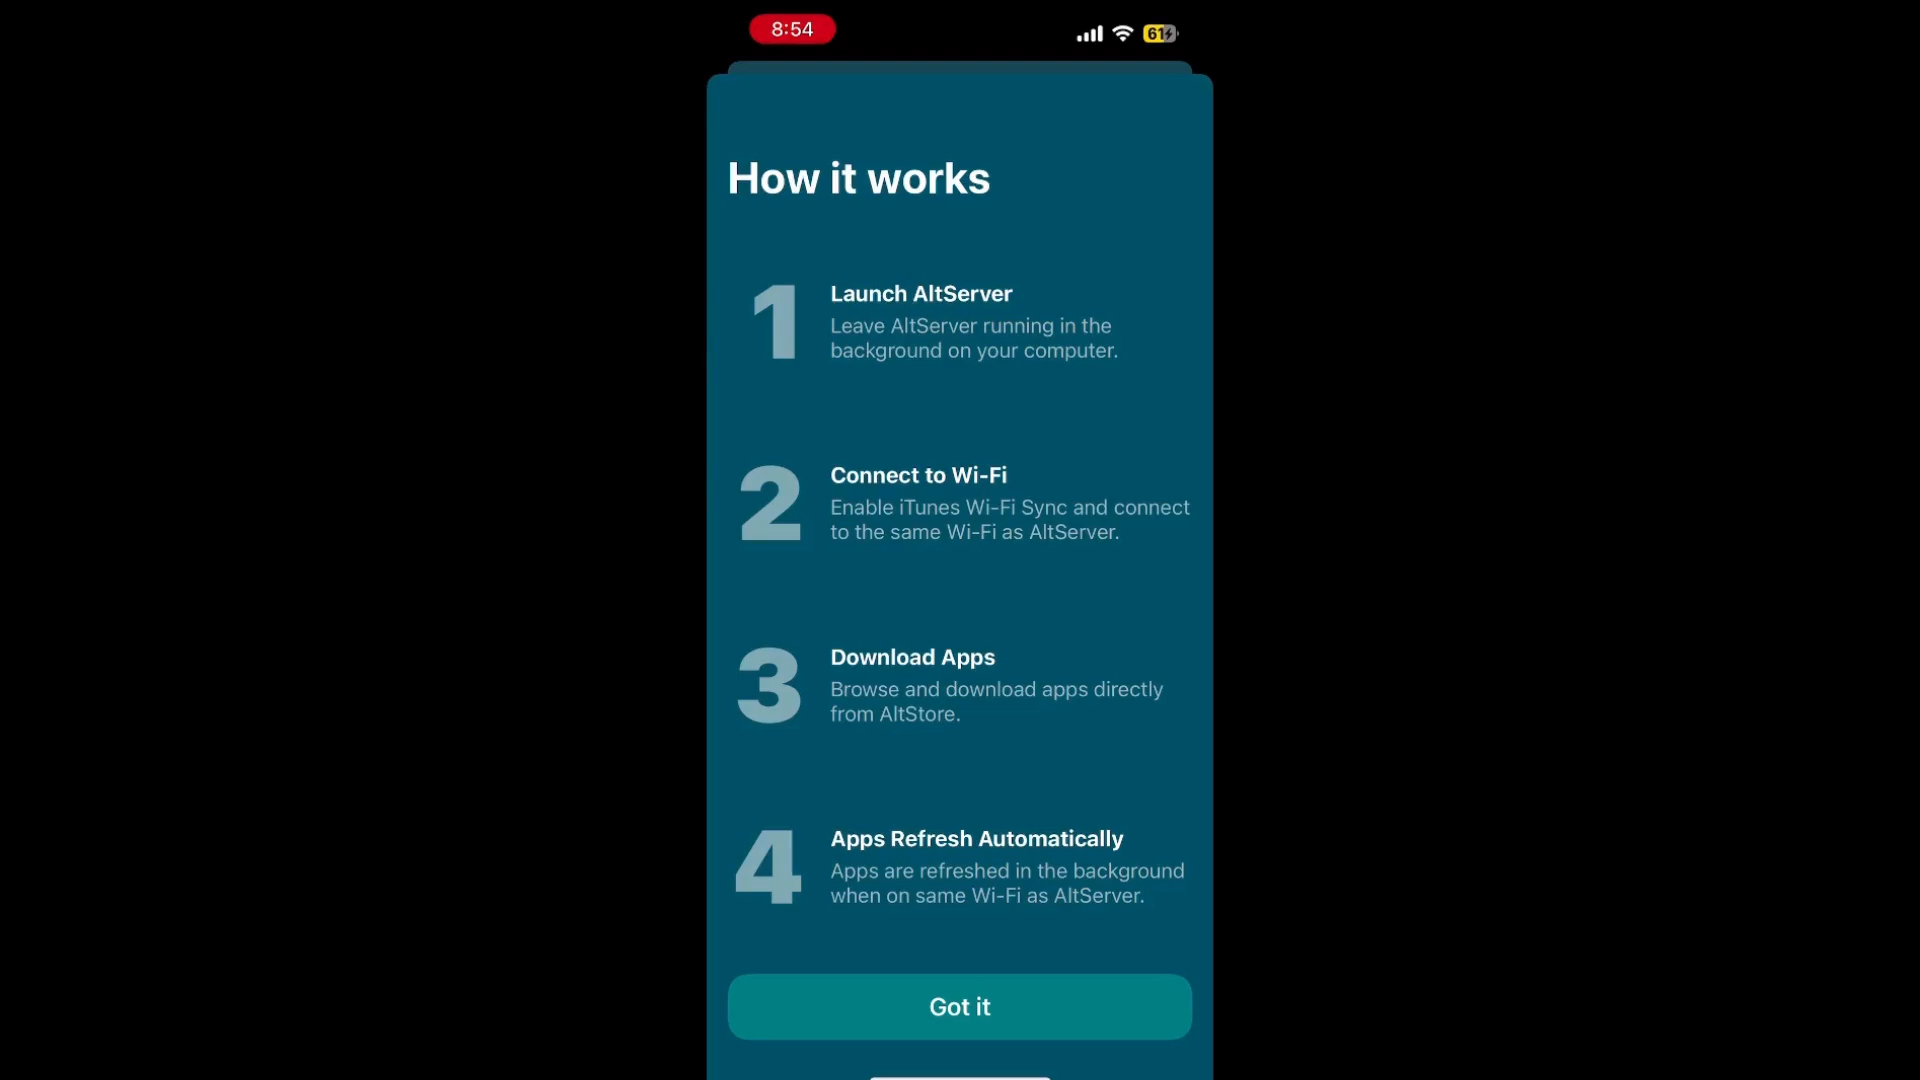 8:54
61
How it works
1
Launch AltServer
Leave AltServer running in the
background on your computer.
2
Connect to Wi-Fi
Enable iTunes Wi-Fi Sync and connect
to the same Wi-Fi as AltServer.
3
Download Apps
Browse and download apps directly
from AltStore.
4
Apps Refresh Automatically
Apps are refreshed in the background
when on same Wi-Fi as AltServer.
Got it